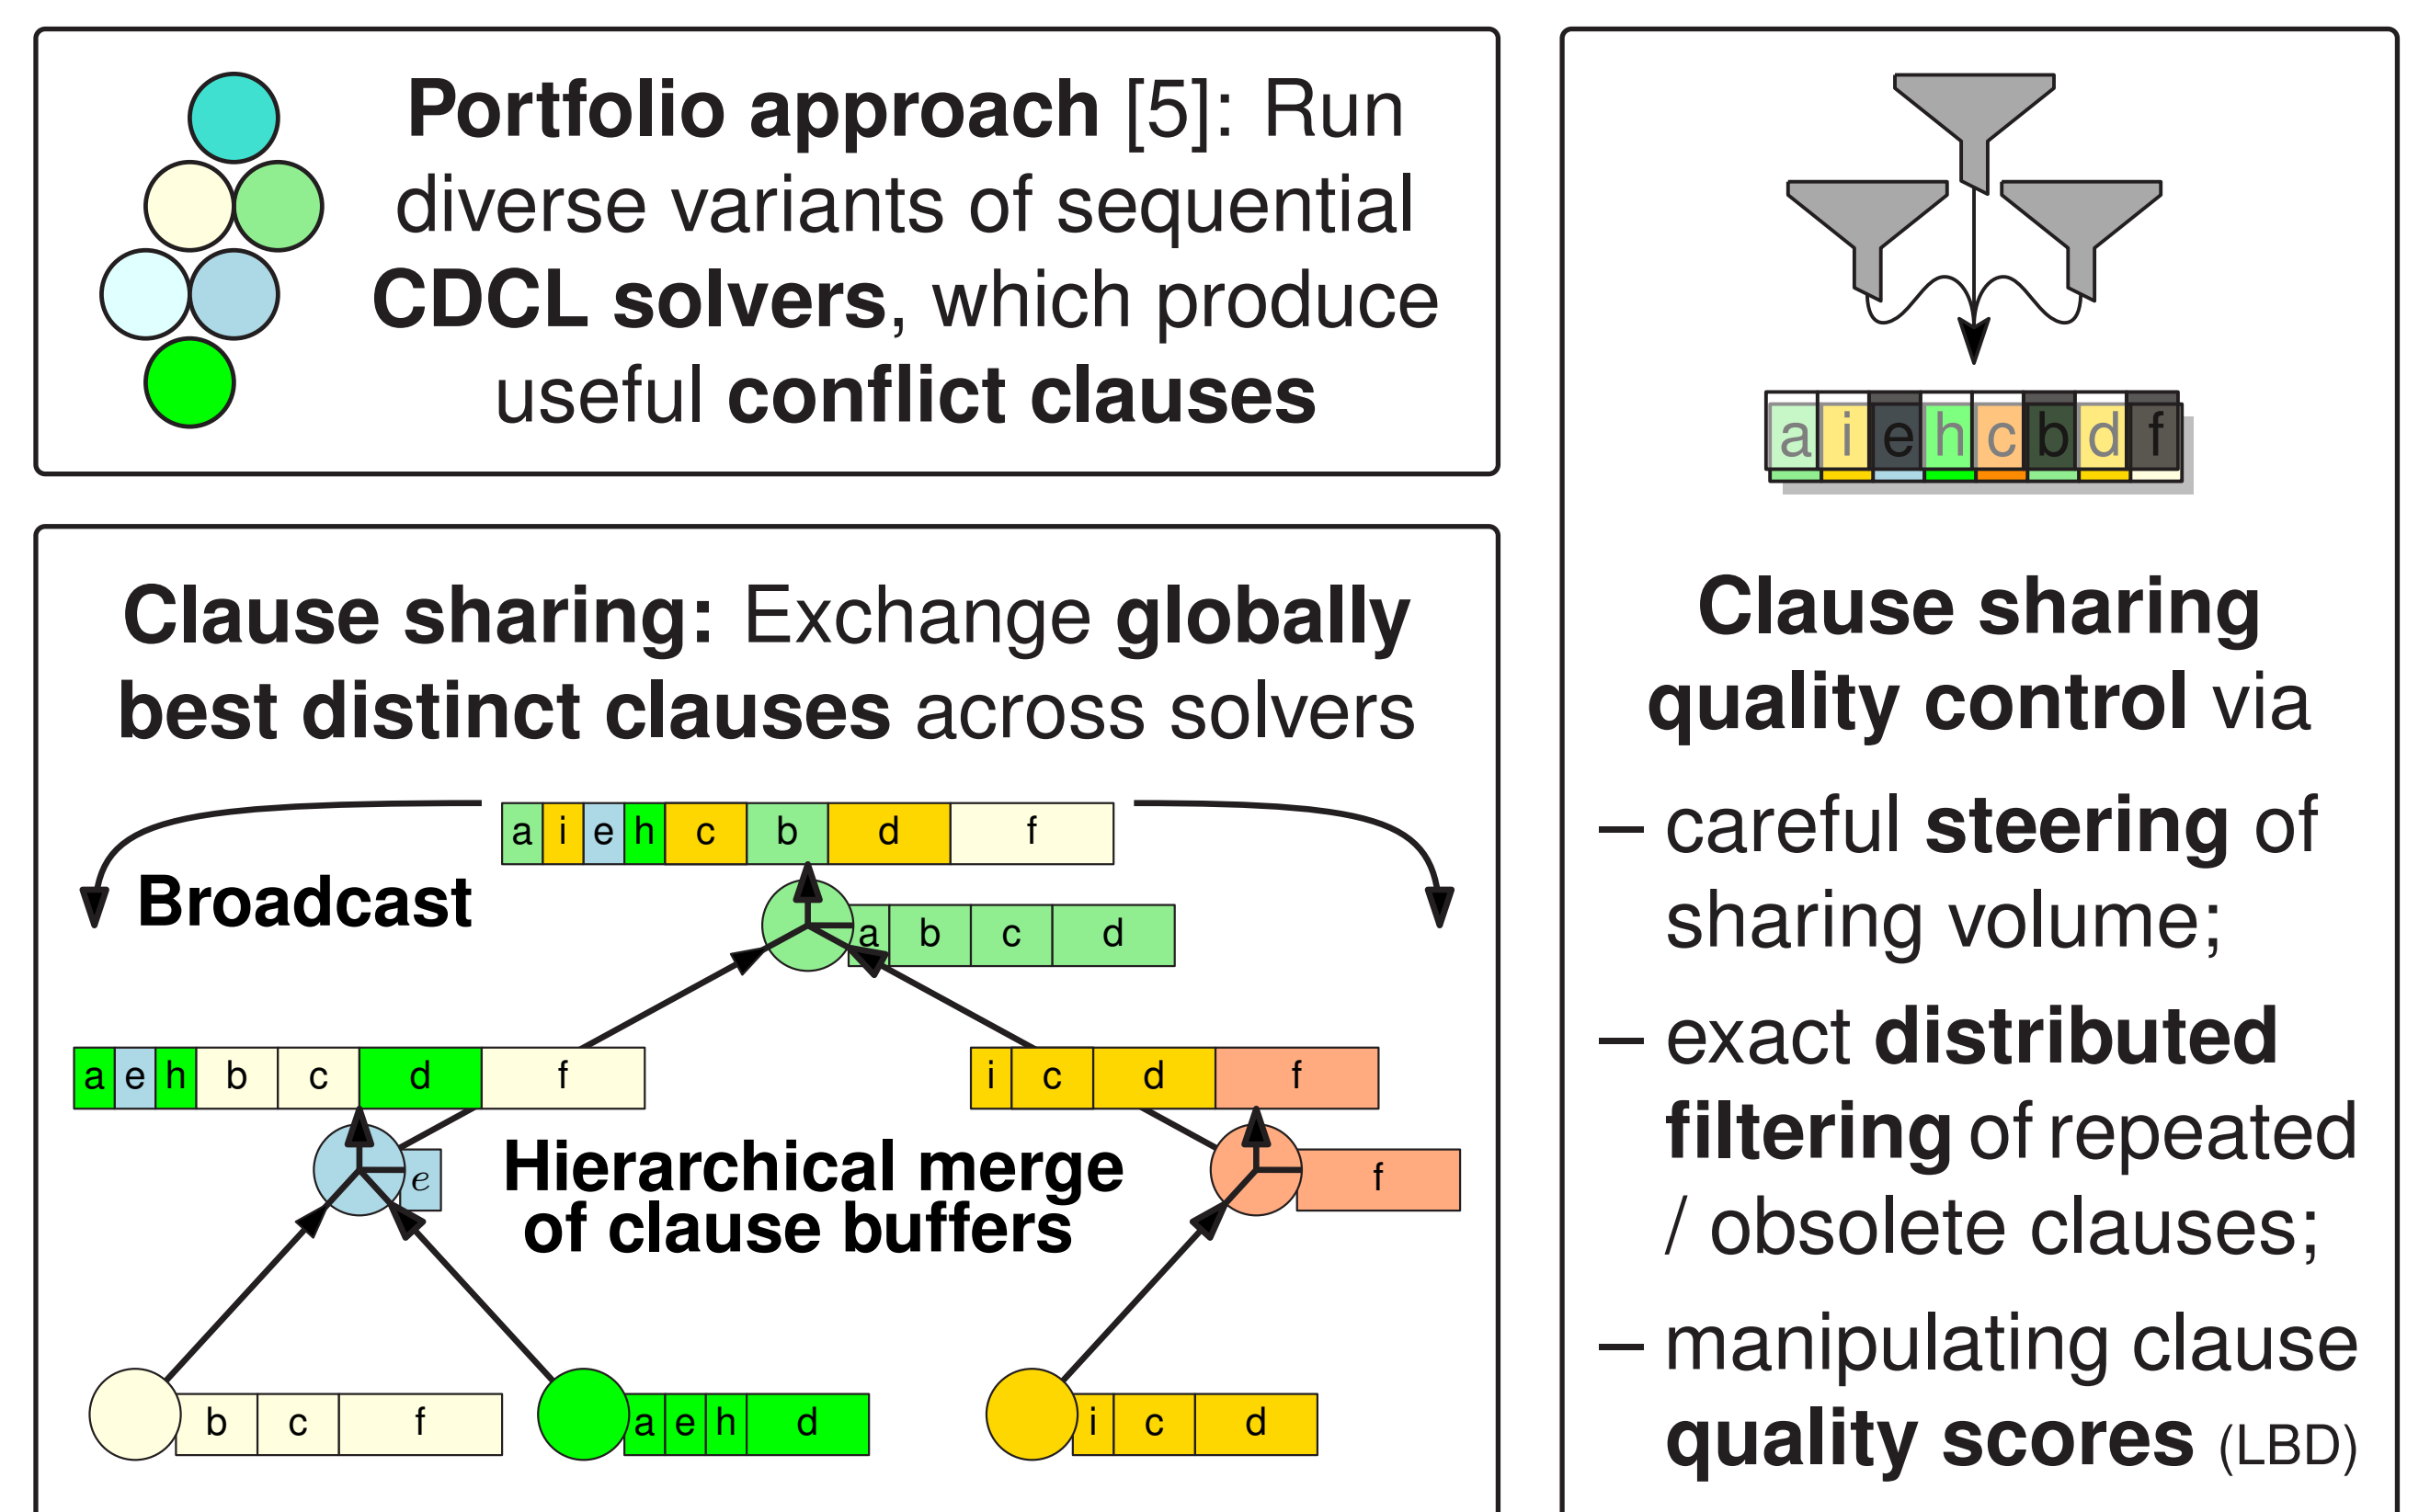 Portfolio approach [5]: Run
diverse variants of sequential
CDCL solvers, which produce
useful conflict clauses
Clause sharing: Exchange globally
best distinct clauses across solvers
a i e h c b d f
Broadcast
a b c d
a e h b c d f
i c d f
e
Hierarchical merge
of clause buffers
f
b c f
a e h d
i c d
a i e h c b d f
Clause sharing
quality control via
– careful steering of
sharing volume;
– exact distributed
filtering of repeated
/ obsolete clauses;
– manipulating clause
quality scores (LBD)